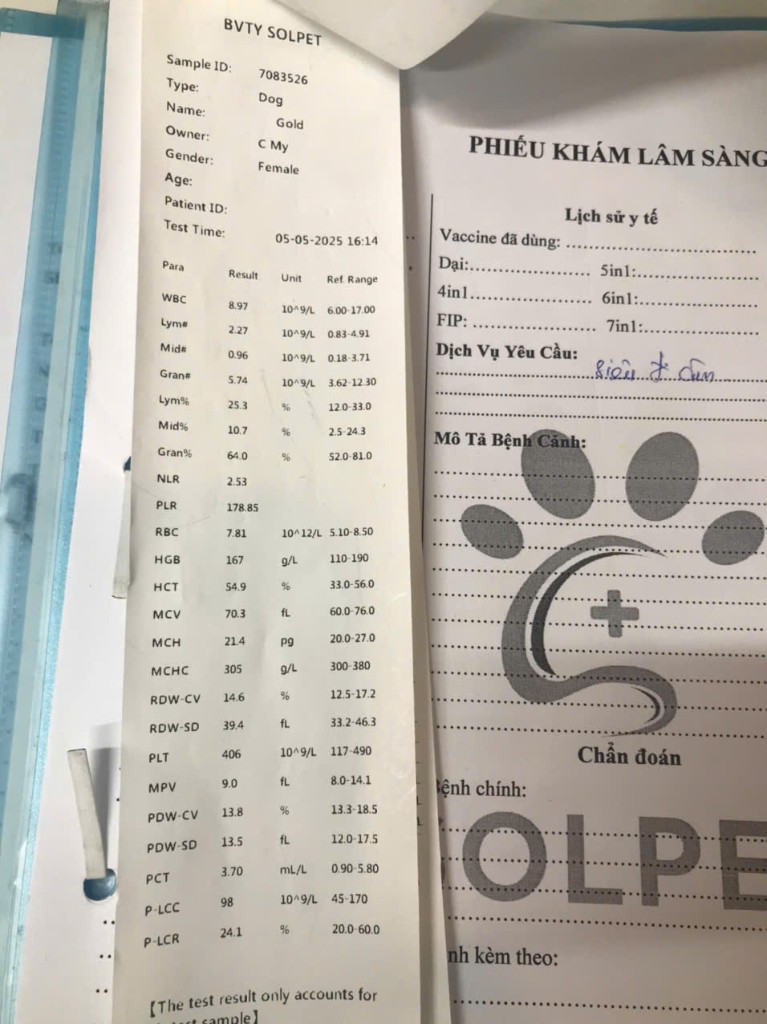 BVTY SOLPET
Sample ID: 7083526
Type: Dog
Name: Gold
Owner: C My
Gender: Female
Age:
Patient ID:
Test Time: 05-05-2025 16:14
Para Result Unit Ref. Range
WBC 8.97 10^9/L 6.00-17.00
Lym# 2.27 10^9/L 0.83-4.91
Mid# 0.96 10^9/L 0.18-3.71
Gran# 5.74 10^9/L 3.62-12.30
Lym% 25.3 % 12.0-33.0
Mid% 10.7 % 2.5-24.3
Gran% 64.0 % 52.0-81.0
NLR 2.53
PLR 178.85
RBC 7.81 10^12/L 5.10-8.50
HGB 167 g/L 110-190
HCT 54.9 % 33.0-56.0
MCV 70.3 fL 60.0-76.0
MCH 21.4 pg 20.0-27.0
MCHC 305 g/L 300-380
RDW-CV 14.6 % 12.5-17.2
RDW-SD 39.4 fL 33.2-46.3
PLT 406 10^9/L 117-490
MPV 9.0 fL 8.0-14.1
PDW-CV 13.8 % 13.3-18.5
PDW-SD 13.5 fL 12.0-17.5
PCT 3.70 mL/L 0.90-5.80
P-LCC 98 10^9/L 45-170
P-LCR 24.1 % 20.0-60.0
【The test result only accounts for
sample】
PHIẾU KHÁM LÂM SÀNG
Lịch sử y tế
Vaccine đã dùng:
Dại: 5in1:
4in1 6in1:
FIP: 7in1:
Dịch Vụ Yêu Cầu:
Mô Tả Bệnh Cảnh:
Chẩn đoán
Bệnh chính:
OLPE
kèm theo: